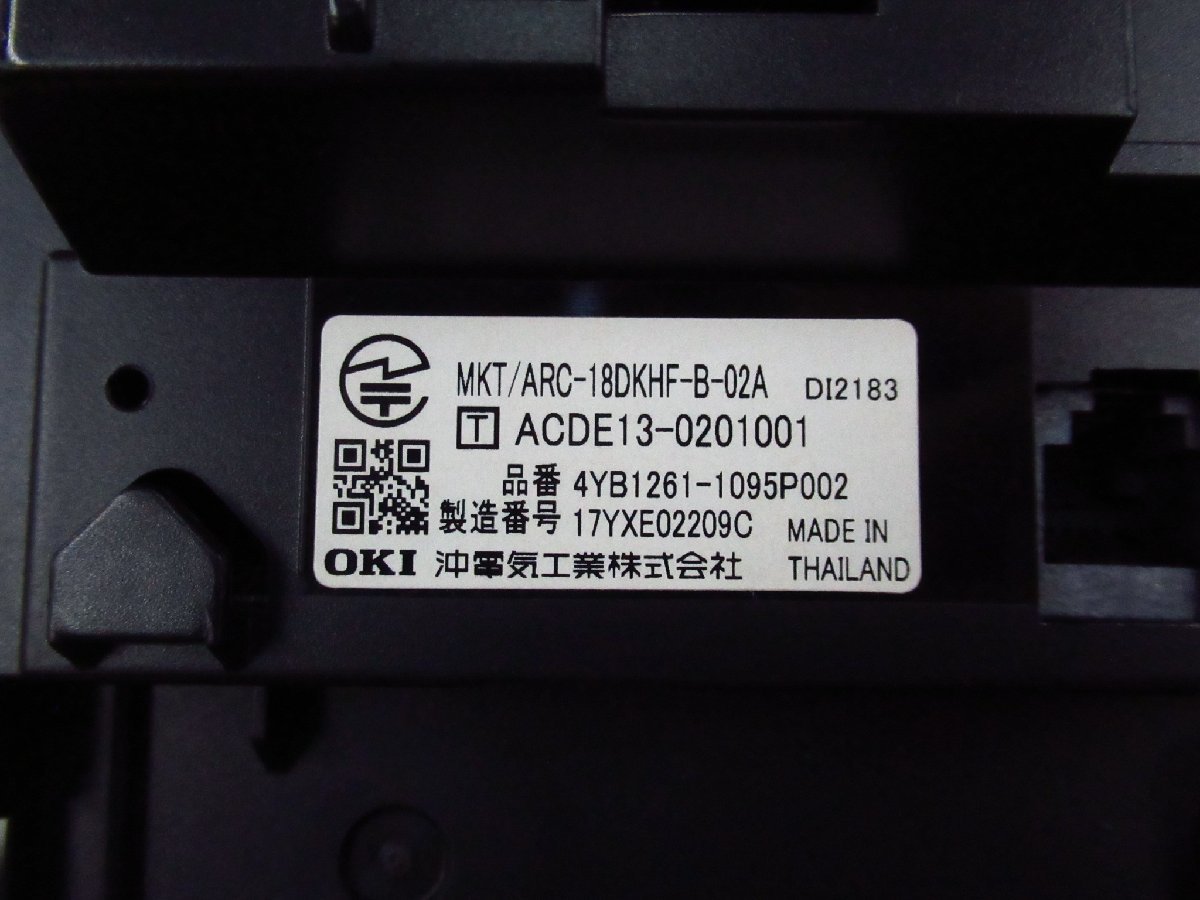 MKT/ARC-18DKHF-B-02A DI2183
T ACDE13-0201001
品番 4YB1261-1095P002
製造番号 17YXE02209C MADE IN
OKI 沖電気工業株式会社 THAILAND